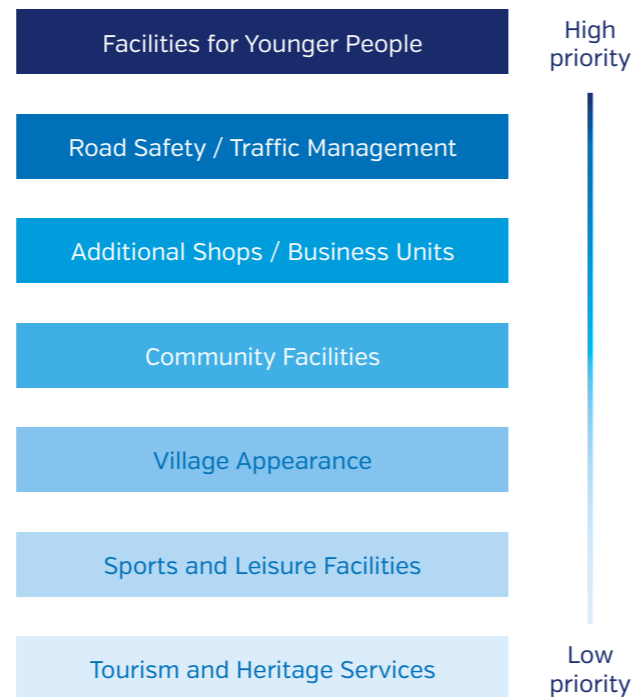 Facilities for Younger People
High
priority
Road Safety / Traffic Management
Additional Shops / Business Units
Community Facilities
Village Appearance
Sports and Leisure Facilities
Tourism and Heritage Services
Low
priority